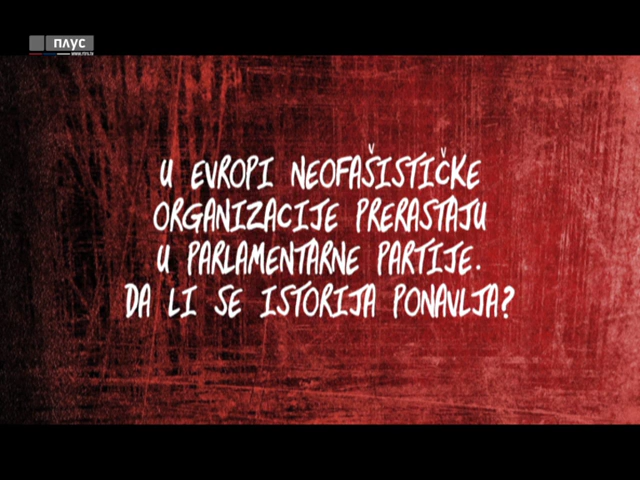 ПЛУС
U EVROPI NEOFAŠISTIČKE
ORGANIZACIJE PRERASTAJU
U PARLAMENTARNE PARTIJE.
DA LI SE ISTORIJA PONAVLJA?